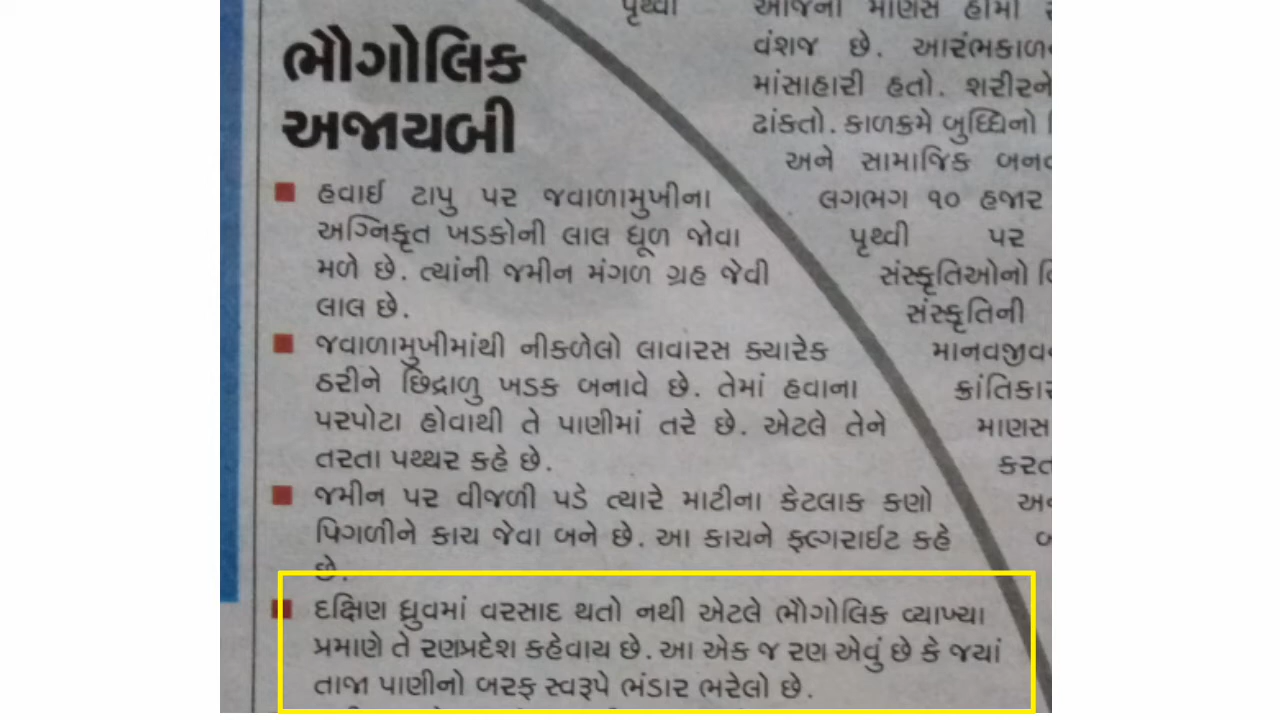 ભૌગોલિક
અજાયબી
હવાઈ ટાપુ પર જવાળામુખીના
અગ્નિકૃત ખડકોની લાલ ધૂળ જોવા
મળે છે. ત્યાંની જમીન મંગળ ગ્રહ જેવી
લાલ છે.
જવાળામુખીમાંથી નીકળેલો લાવારસ ક્યારેક
ઠરીને છિદ્રાળુ ખડક બનાવે છે. તેમાં હવાના
પરપોટા હોવાથી તે પાણીમાં તરે છે. એટલે તેને
તરતા પથ્થર કહે છે.
જમીન પર વીજળી પડે ત્યારે માટીના કેટલાક કણો
પિગળીને કાચ જેવા બને છે. આ કાચને ફલ્ગરાઈટ કહે
છે.
દક્ષિણ ધ્રુવમાં વરસાદ થતો નથી એટલે ભૌગોલિક વ્યાખ્યા
પ્રમાણે તે રણપ્રદેશ કહેવાય છે. આ એક જ રણ એવું છે કે જયાં
તાજા પાણીનો બરફ સ્વરૂપે ભંડાર ભરેલો છે.
પૃથ્વી
આજના માણસ હોમો
વંશજ છે. આરંભકાળ
માંસાહારી હતો. શરીરને
ઢાંકતો. કાળક્રમે બુધ્ધિનો
અને સામાજિક
લગભગ ૧૦ હજાર
પૃથ્વી પર
સંસ્કૃતિઓનો
સંસ્કૃતિની
માણસ